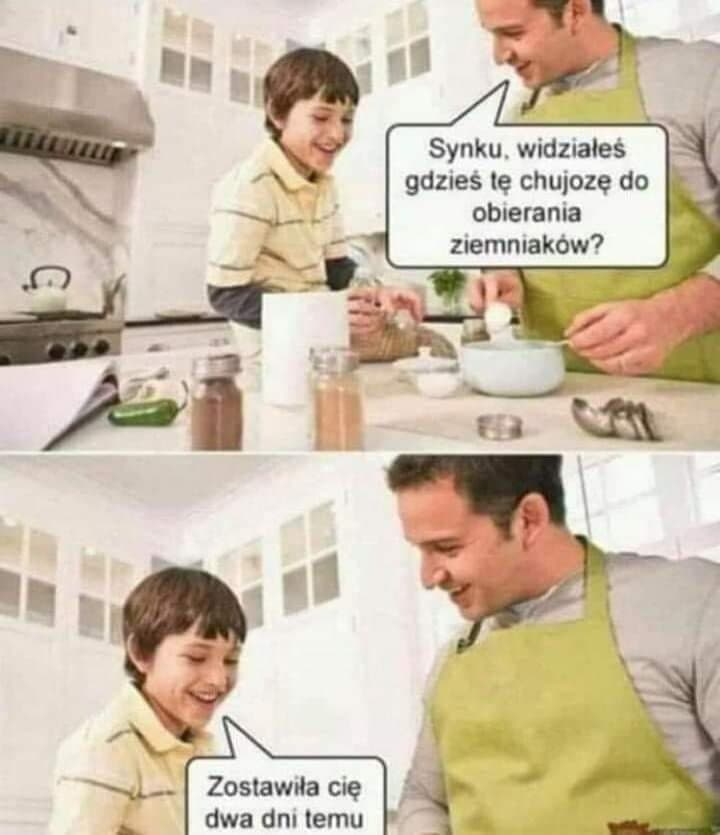 Synku, widziałeś
gdzieś tę chujozę do
obierania
ziemniaków?
Zostawiła cię
dwa dni temu